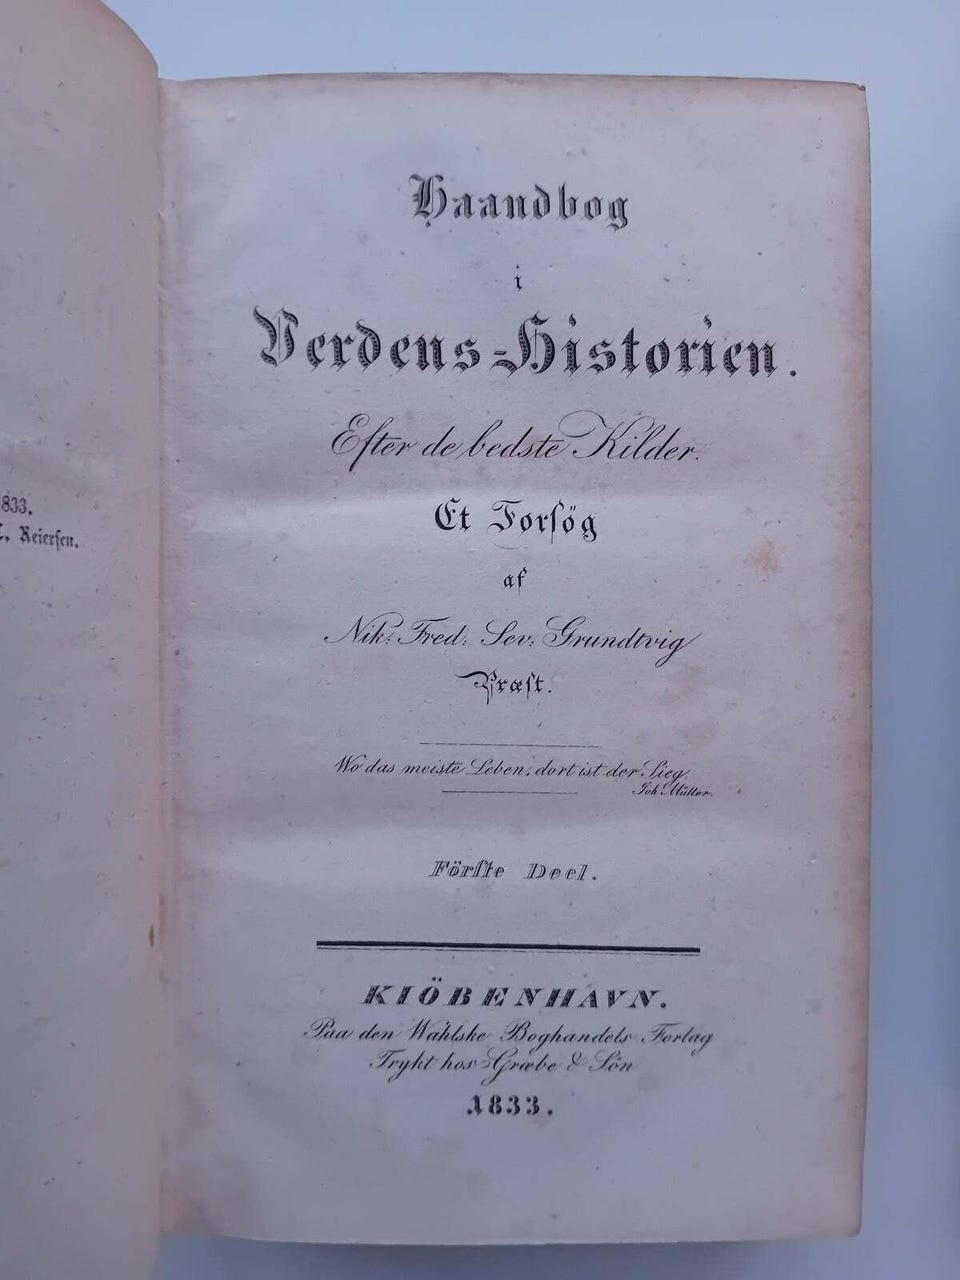 833.
Reiersen.
Haandbog
i
Verdens-Historien.
Efter de bedste Kilder.
Et Forsög
af
Nik: Fred: Sev: Grundtvig
Præst.
Wo das meiste Leben, dort ist der Sieg.
Joh: Müller.
Förste Deel.
KIÖBENHAVN.
Paa den Wahlske Boghandels Forlag
Trykt hos Græbe & Sön
1833.